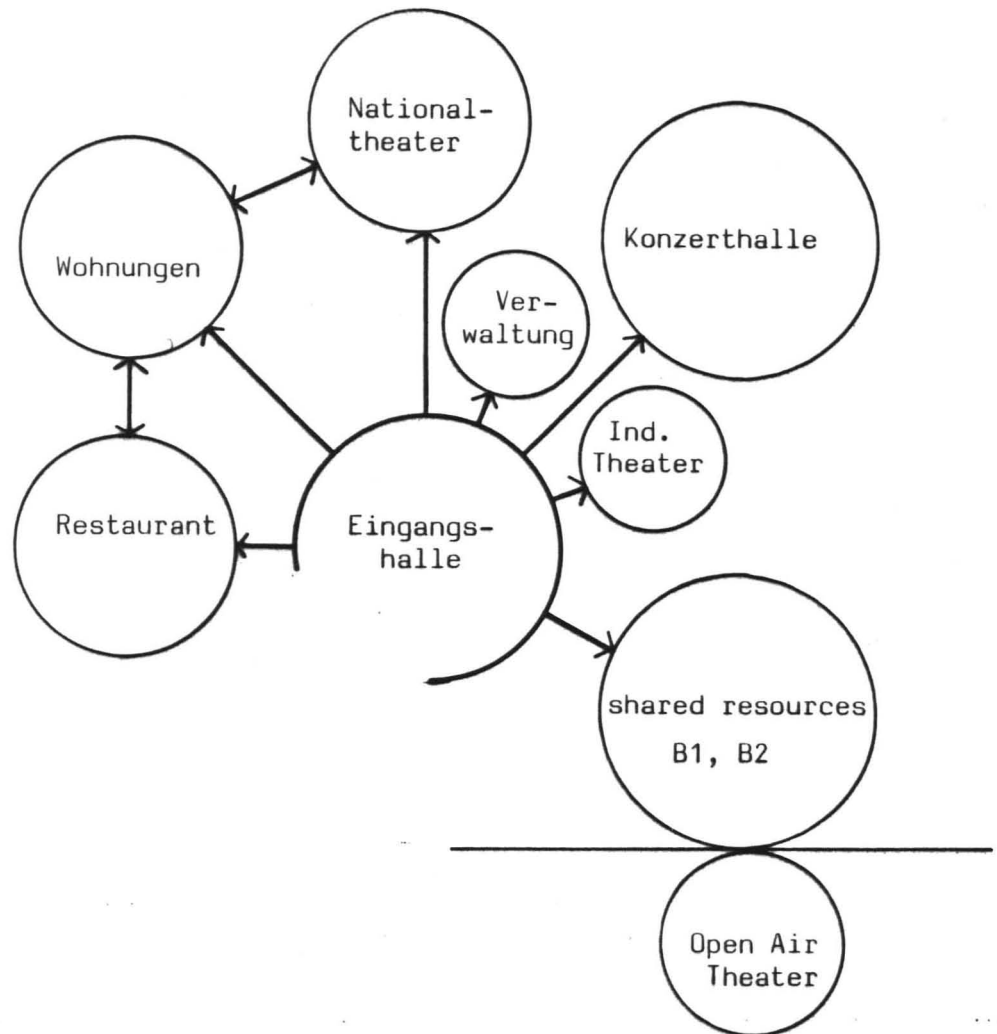 National-
theater
Konzerthalle
Wohnungen
Ver-
waltung
Ind.
Theater
Restaurant
Eingangs-
halle
shared resources
B1, B2
Open Air
Theater